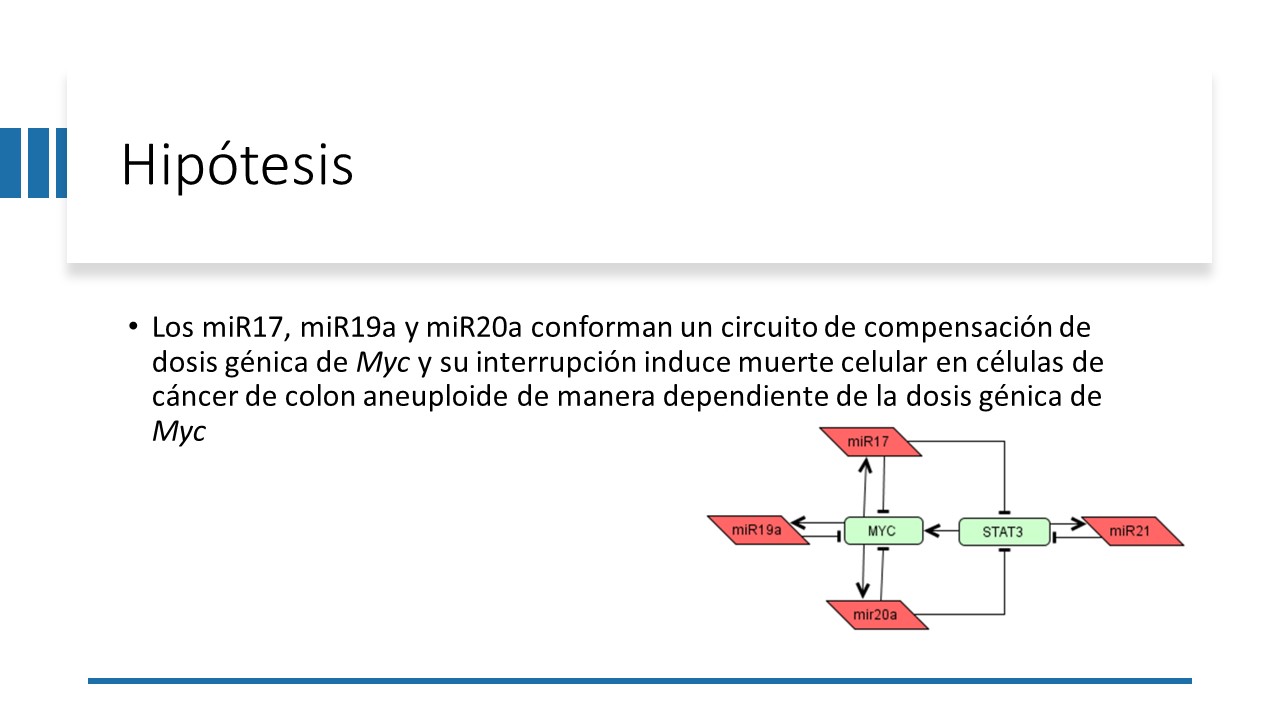 Hipótesis
• Los miR17, miR19a y miR20a conforman un circuito de compensación de
dosis génica de Myc y su interrupción induce muerte celular en células de
cáncer de colon aneuploide de manera dependiente de la dosis génica de
Myc
miR17
miR19a
MYC
STAT3
miR21
mir20a